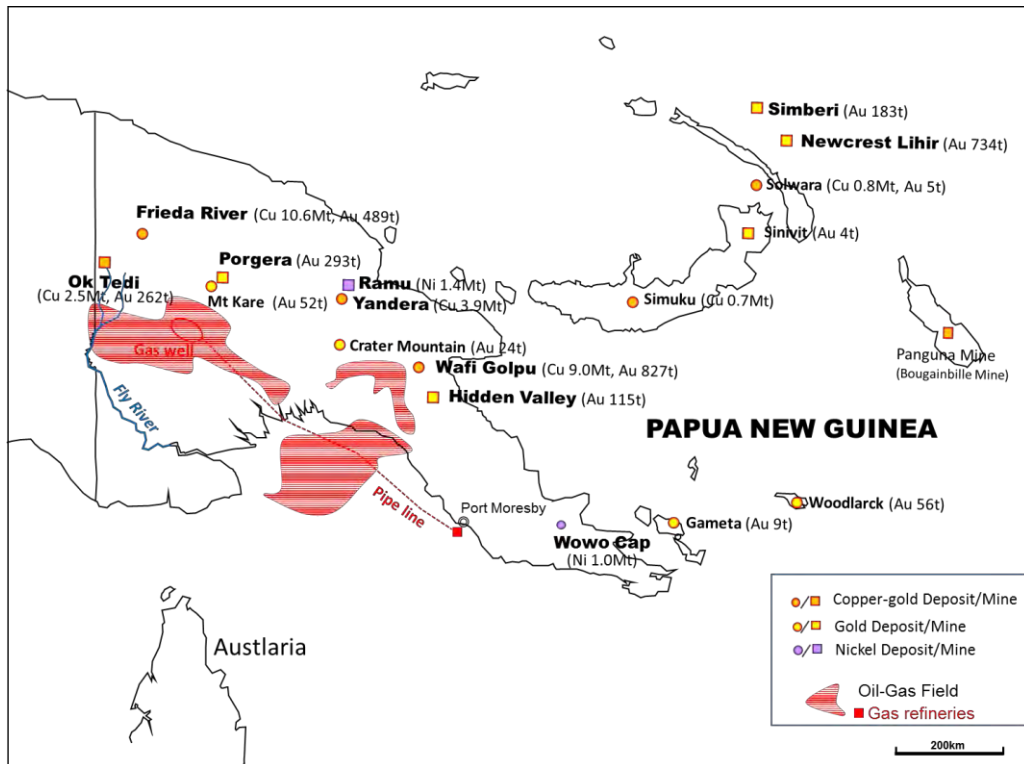 Simberi (Au 183t)
Newcrest Lihir (Au 734t)
Solwara (Cu 0.8Mt, Au 5t)
Frieda River (Cu 10.6Mt, Au 489t)
Sinivit (Au 4t)
Porgera (Au 293t)
Ok Tedi
(Cu 2.5Mt, Au 262t)
Mt Kare (Au 52t)
Ramu (Ni 1.4Mt)
Yandera (Cu 3.9Mt)
Simuku (Cu 0.7Mt)
Gas well
Crater Mountain (Au 24t)
Panguna Mine
(Bougainbille Mine)
Wafi Golpu (Cu 9.0Mt, Au 827t)
Hidden Valley (Au 115t)
Fly River
PAPUA NEW GUINEA
Pipe line
Port Moresby
Woodlarck (Au 56t)
Gameta (Au 9t)
Wowo Cap
(Ni 1.0Mt)
Austlaria
Copper-gold Deposit/Mine
Gold Deposit/Mine
Nickel Deposit/Mine
Oil-Gas Field
Gas refineries
200km